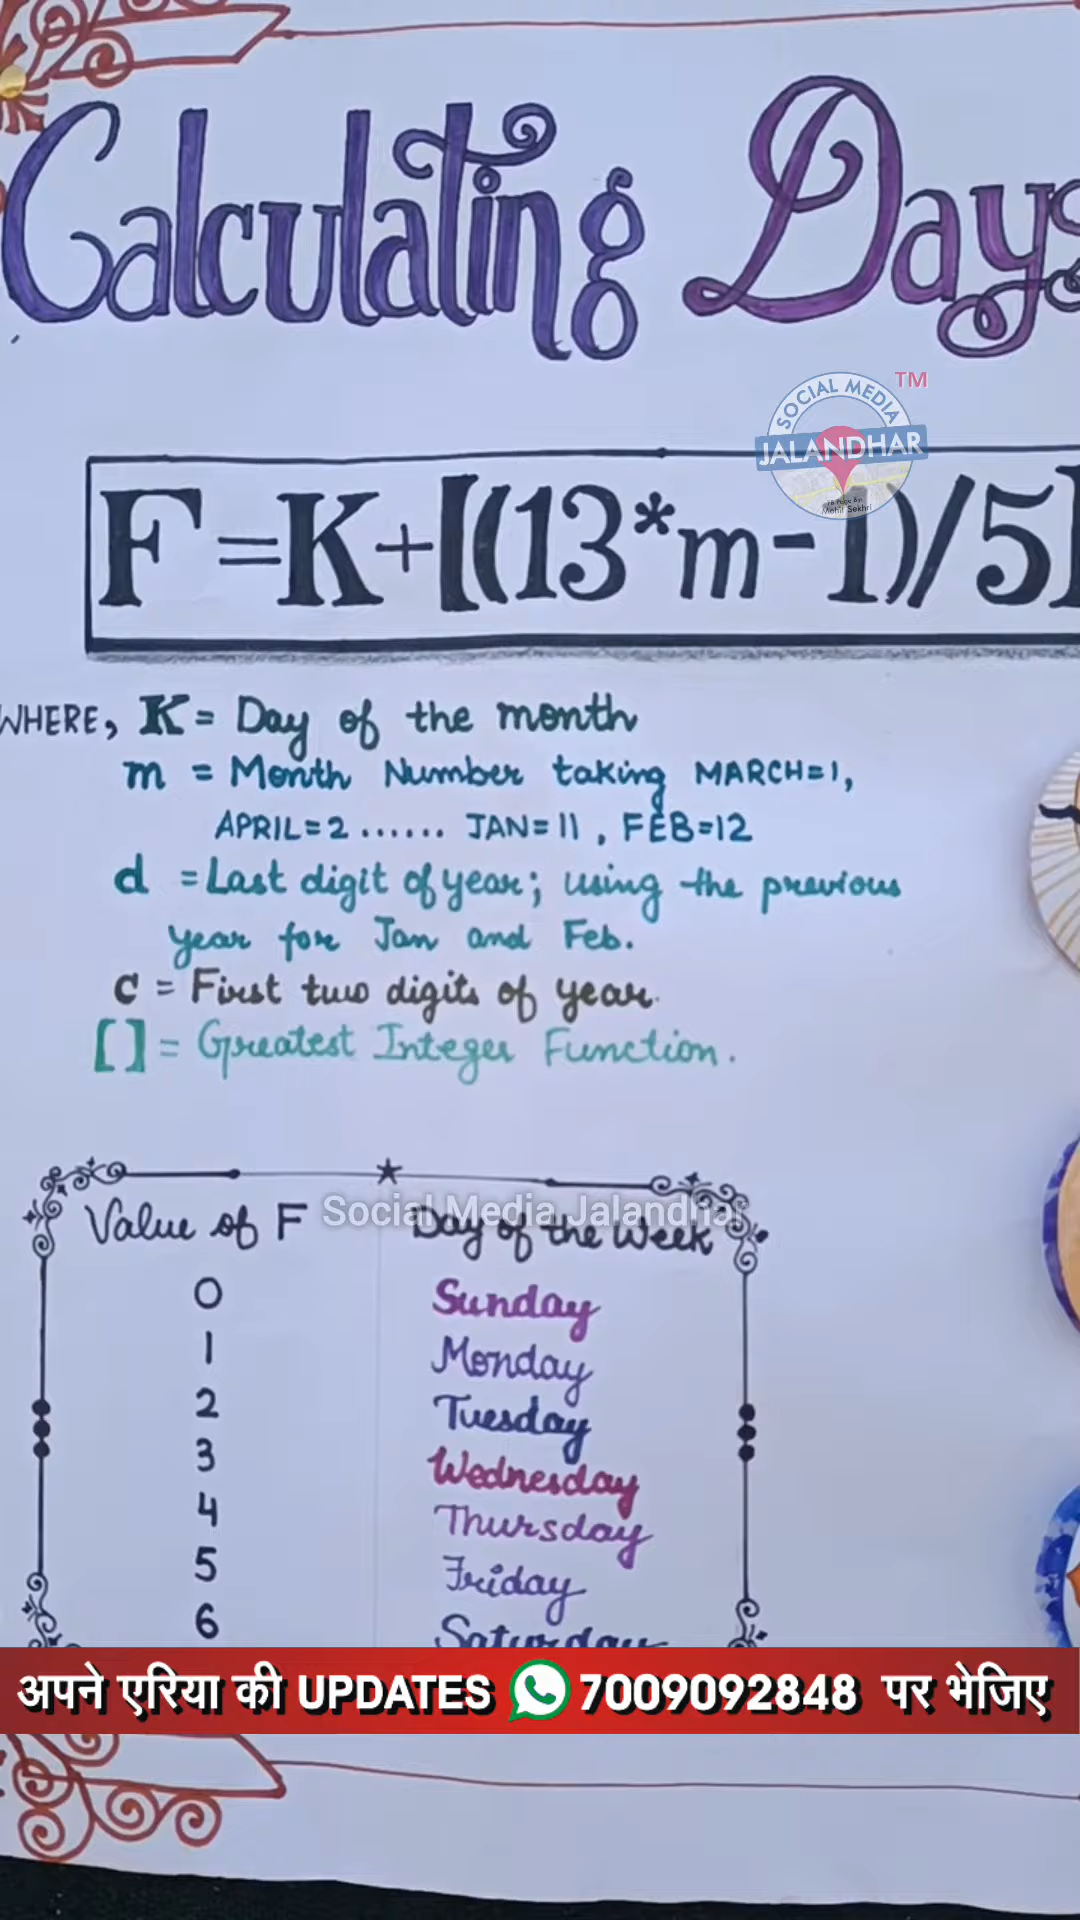 Calculating Days
SOCIAL MEDIA
TM
JALANDHAR
Mohit Sekhri
F=K+[(13*m-1)/5]
WHERE, K= Day of the month
m = Month Number taking MARCH=1,
APRIL=2 ...... JAN=11, FEB=12
d = Last digit of year; using the previous
year for Jan and Feb.
C = First two digits of year.
[] = Greatest Integer Function.
Social Media Jalandhar
Value of F Day of the Week
0 Sunday
1 Monday
2 Tuesday
3 Wednesday
4 Thursday
5 Friday
6 Saturday
अपने एरिया की UPDATES 7009092848 पर भेजिए